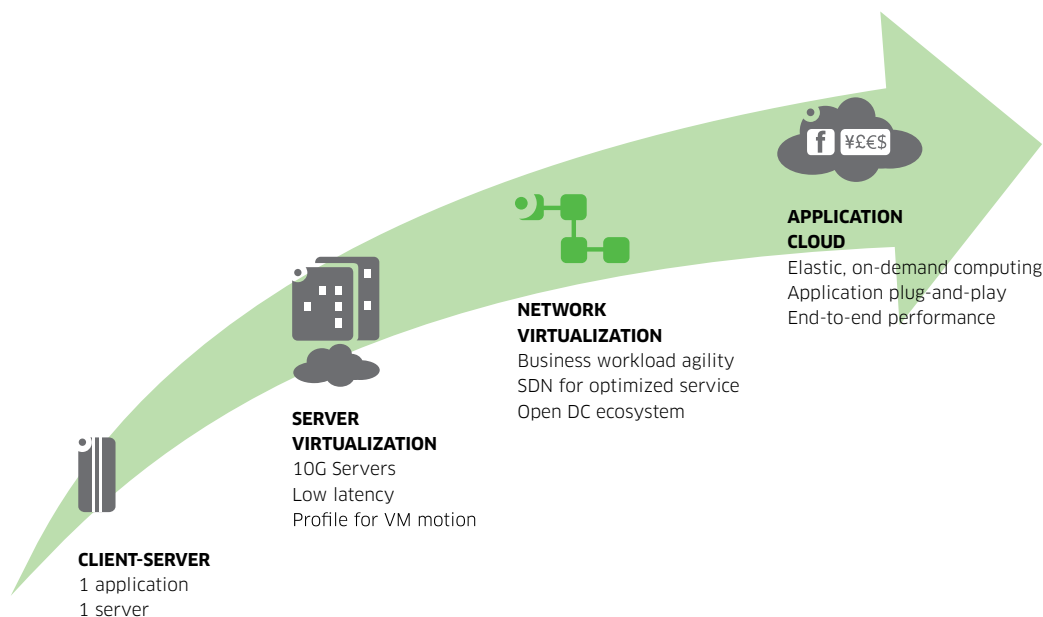 f ¥£€$
APPLICATION
CLOUD
Elastic, on-demand computing
Application plug-and-play
End-to-end performance
NETWORK
VIRTUALIZATION
Business workload agility
SDN for optimized service
Open DC ecosystem
SERVER
VIRTUALIZATION
10G Servers
Low latency
Profile for VM motion
CLIENT-SERVER
1 application
1 server